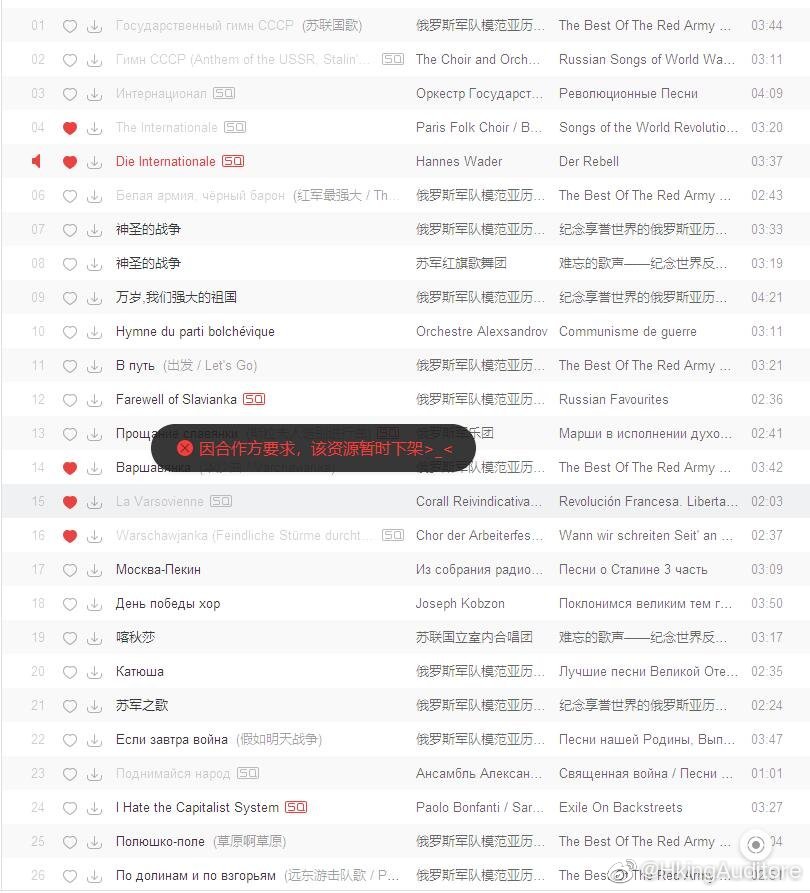 01 Государственный гимн СССР (苏联国歌) 俄罗斯军队模范亚历... The Best Of The Red Army ... 03:44
02 Гимн СССР (Anthem of the USSR, Stalin'... SQ The Choir and Orch... Russian Songs of World Wa... 03:11
03 Интернационал SQ Оркестр Государст... Революционные Песни 04:09
04 The Internationale SQ Paris Folk Choir / B... Songs of the World Revolutio... 03:20
Die Internationale SQ Hannes Wader Der Rebell 03:37
06 Белая армия, чёрный барон (红军最强大 / Th... 俄罗斯军队模范亚历... The Best Of The Red Army ... 02:43
07 神圣的战争 俄罗斯军队模范亚历... 纪念享誉世界的俄罗斯亚历... 03:33
08 神圣的战争 苏军红旗歌舞团 难忘的歌声——纪念世界反... 03:19
09 万岁,我们强大的祖国 俄罗斯军队模范亚历... 纪念享誉世界的俄罗斯亚历... 04:21
10 Hymne du parti bolchévique Orchestre Alexsandrov Communisme de guerre 03:11
11 В путь (出发 / Let's Go) 俄罗斯军队模范亚历... The Best Of The Red Army ... 03:21
12 Farewell of Slavianka SQ 俄罗斯军队模范亚历... Russian Favourites 02:36
13 Прощание славянки 乐团 Марши в исполнении духо... 02:41
因合作方要求，该资源暂时下架>_<
14 Варшавянка 俄罗斯军队模范亚历... The Best Of The Red Army ... 03:42
15 La Varsovienne SQ Corall Reivindicativa... Revolución Francesa. Liberta... 02:03
16 Warschawjanka (Feindliche Stürme durcht... SQ Chor der Arbeiterfes... Wann wir schreiten Seit' an ... 02:37
17 Москва-Пекин Из собрания радио... Песни о Сталине 3 часть 03:09
18 День победы хор Joseph Kobzon Поклонимся великим тем г... 03:50
19 喀秋莎 苏联国立室内合唱团 难忘的歌声——纪念世界反... 03:17
20 Катюша 俄罗斯军队模范亚历... Лучшие песни Великой Оте... 02:35
21 苏军之歌 俄罗斯军队模范亚历... 纪念享誉世界的俄罗斯亚历... 02:24
22 Если завтра война (假如明天战争) 俄罗斯军队模范亚历... Песни нашей Родины, Вып... 03:47
23 Поднимайся народ SQ Ансамбль Алексан... Священная война / Песни ... 01:01
24 I Hate the Capitalist System SQ Paolo Bonfanti / Sar... Exile On Backstreets 03:27
25 Полюшко-поле (草原啊草原) 俄罗斯军队模范亚历... The Best Of The Red Army ... 04
26 По долинам и по взгорьям (远东游击队歌 / P... 俄罗斯军队模范亚历... The Best Of The Red Army ...
@HkingAuditore